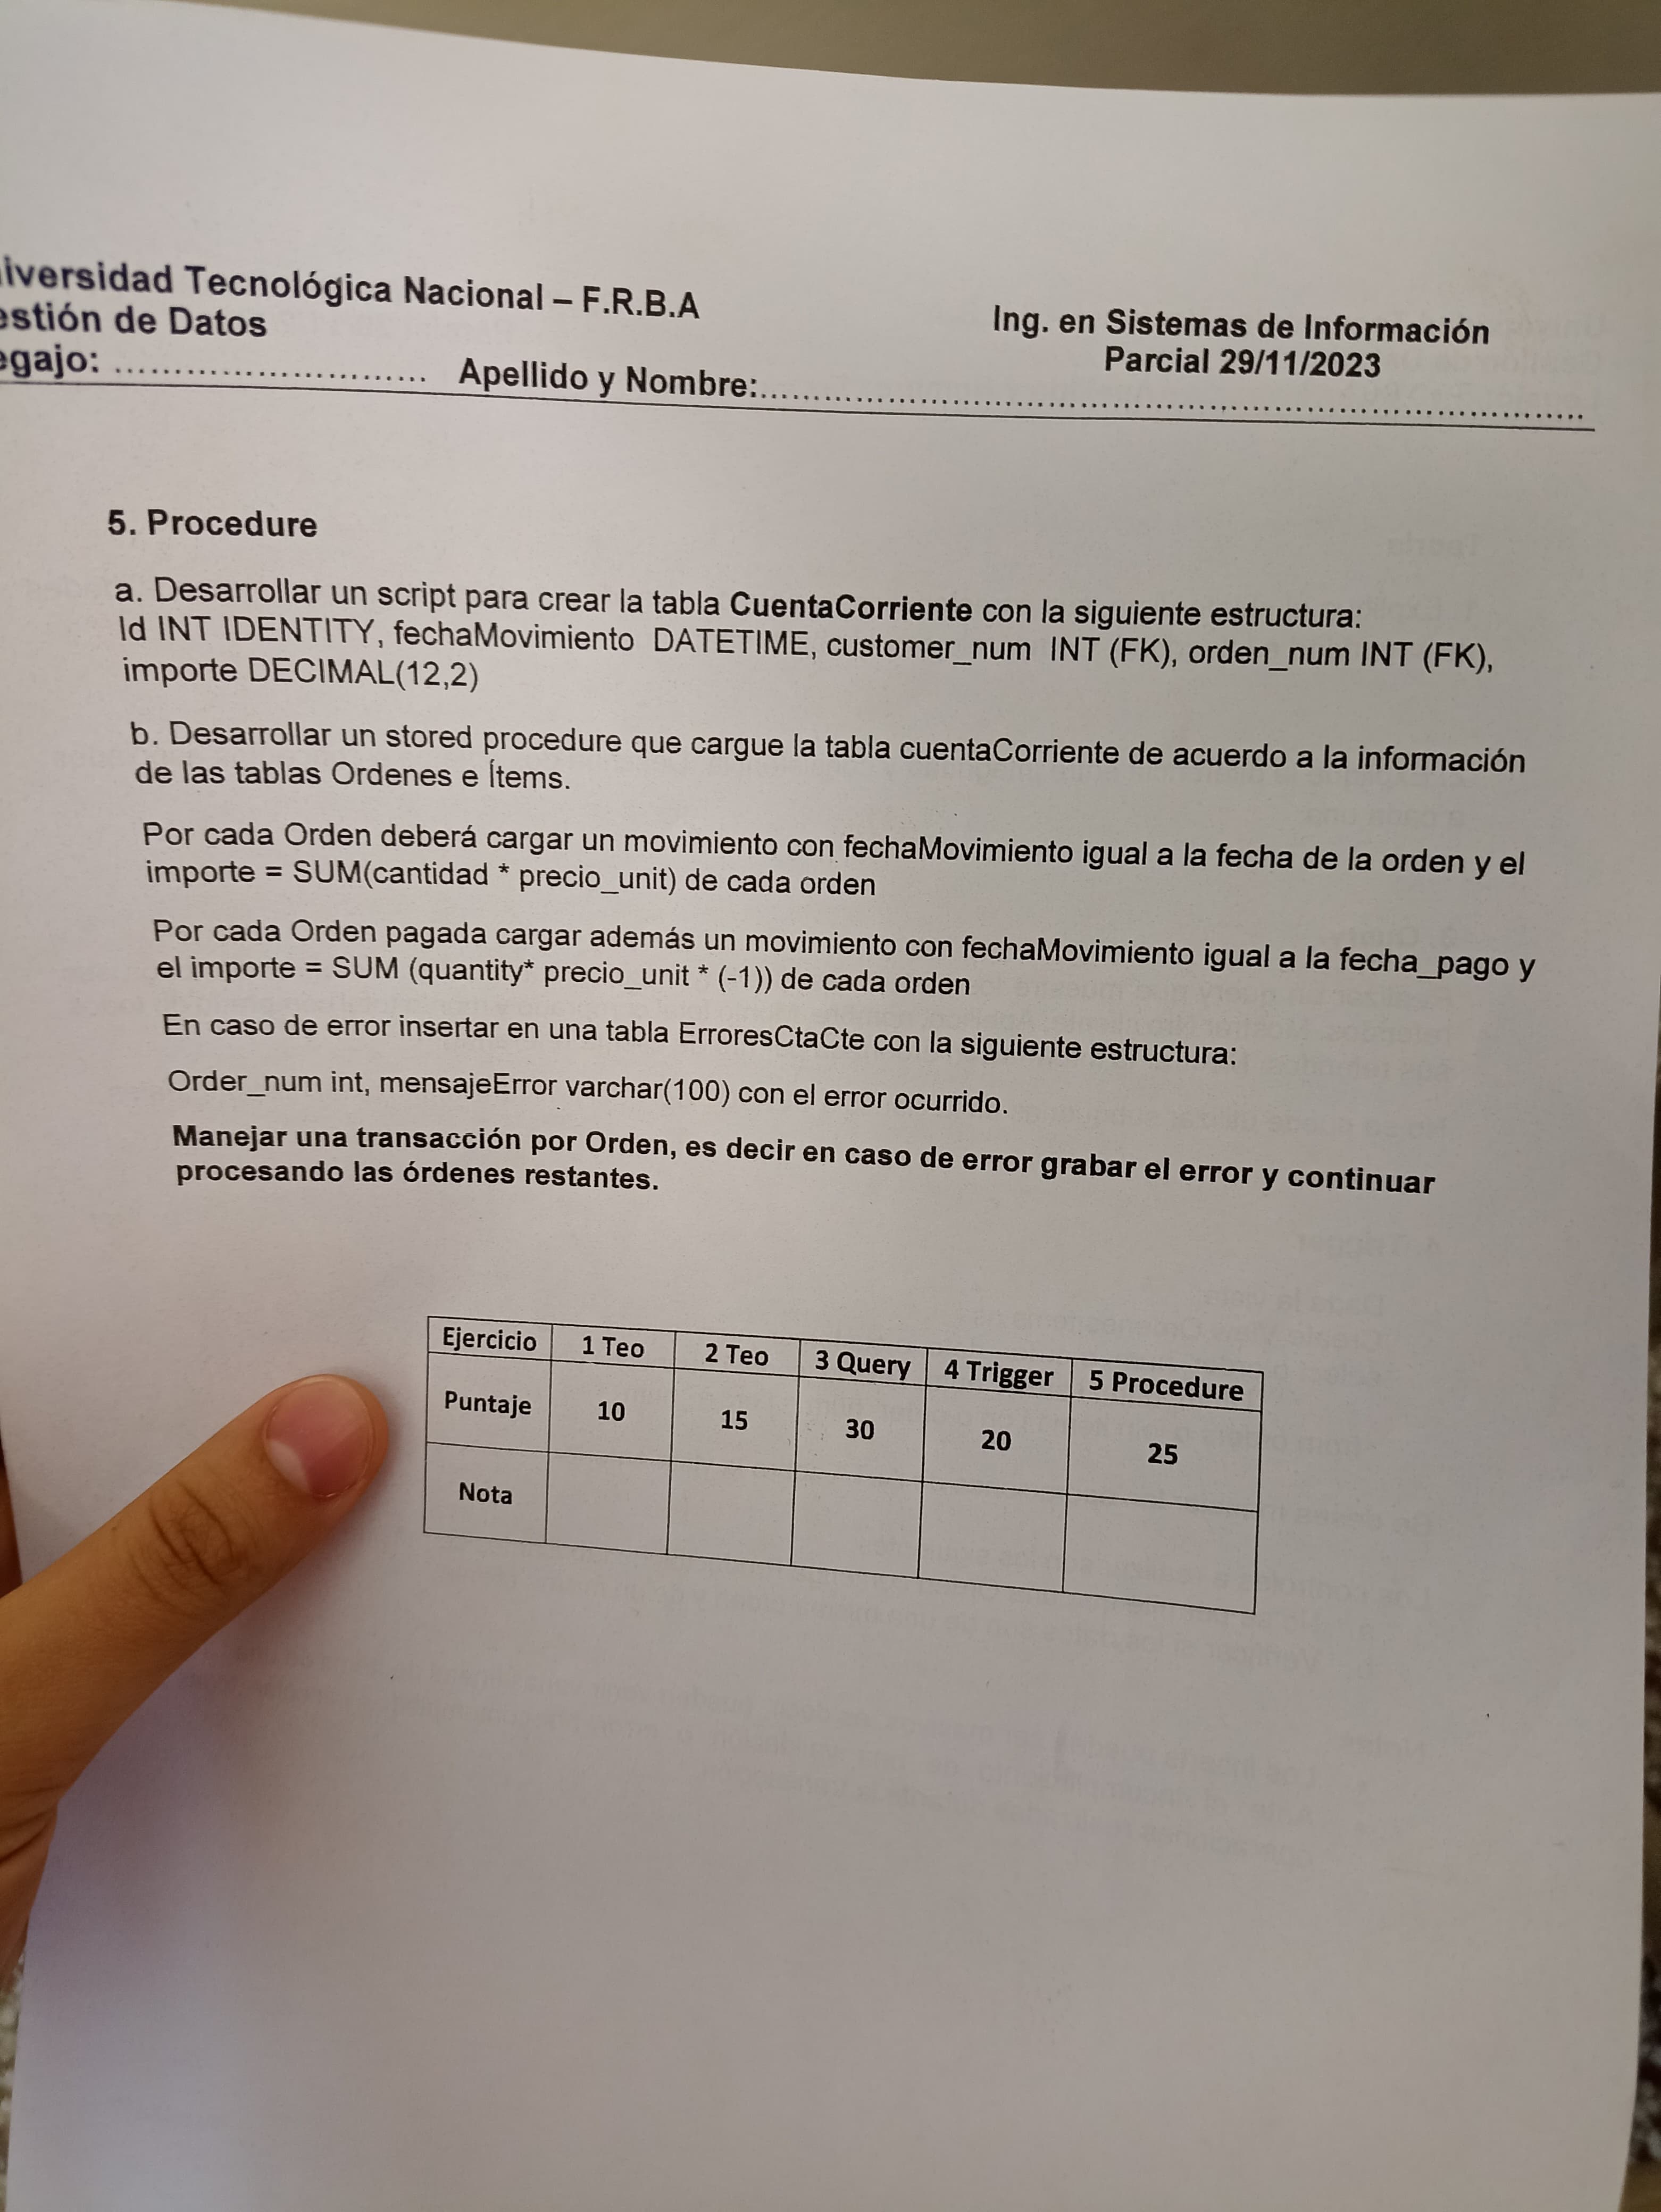 iversidad Tecnológica Nacional – F.R.B.A
Ing. en Sistemas de Información
estión de Datos
Parcial 29/11/2023
egajo: ............................ Apellido y Nombre:................................................................................
5. Procedure
a. Desarrollar un script para crear la tabla CuentaCorriente con la siguiente estructura:
Id INT IDENTITY, fechaMovimiento DATETIME, customer_num INT (FK), orden_num INT (FK),
importe DECIMAL(12,2)
b. Desarrollar un stored procedure que cargue la tabla cuentaCorriente de acuerdo a la información
de las tablas Ordenes e Ítems.
Por cada Orden deberá cargar un movimiento con fechaMovimiento igual a la fecha de la orden y el
importe = SUM(cantidad * precio_unit) de cada orden
Por cada Orden pagada cargar además un movimiento con fechaMovimiento igual a la fecha_pago y
el importe = SUM (quantity* precio_unit * (-1)) de cada orden
En caso de error insertar en una tabla ErroresCtaCte con la siguiente estructura:
Order_num int, mensajeError varchar(100) con el error ocurrido.
Manejar una transacción por Orden, es decir en caso de error grabar el error y continuar
procesando las órdenes restantes.
Ejercicio 1 Teo 2 Teo 3 Query 4 Trigger 5 Procedure
Puntaje 10 15 30 20 25
Nota